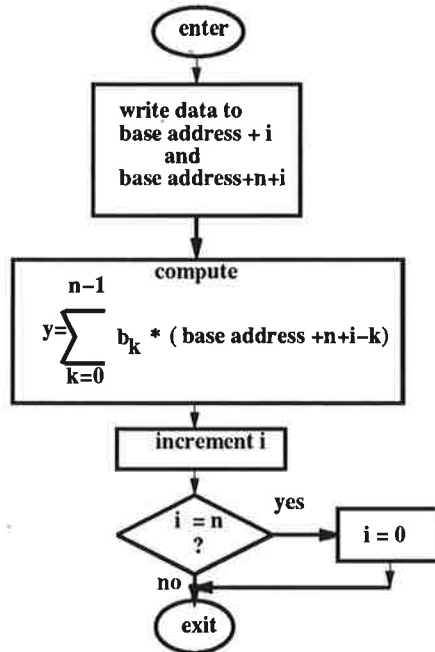 enter
write data to
base address + i
and
base address+n+i
compute
n−1
y=∑ b_k * ( base address +n+i−k)
k=0
increment i
i = n
?
yes
i = 0
no
exit